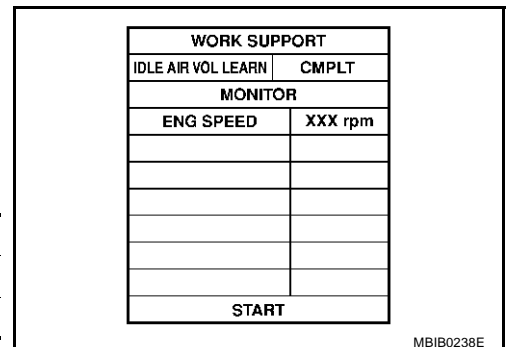 WORK SUPPORT
IDLE AIR VOL LEARN CMPLT
MONITOR
ENG SPEED XXX rpm
START
MBIB0238E